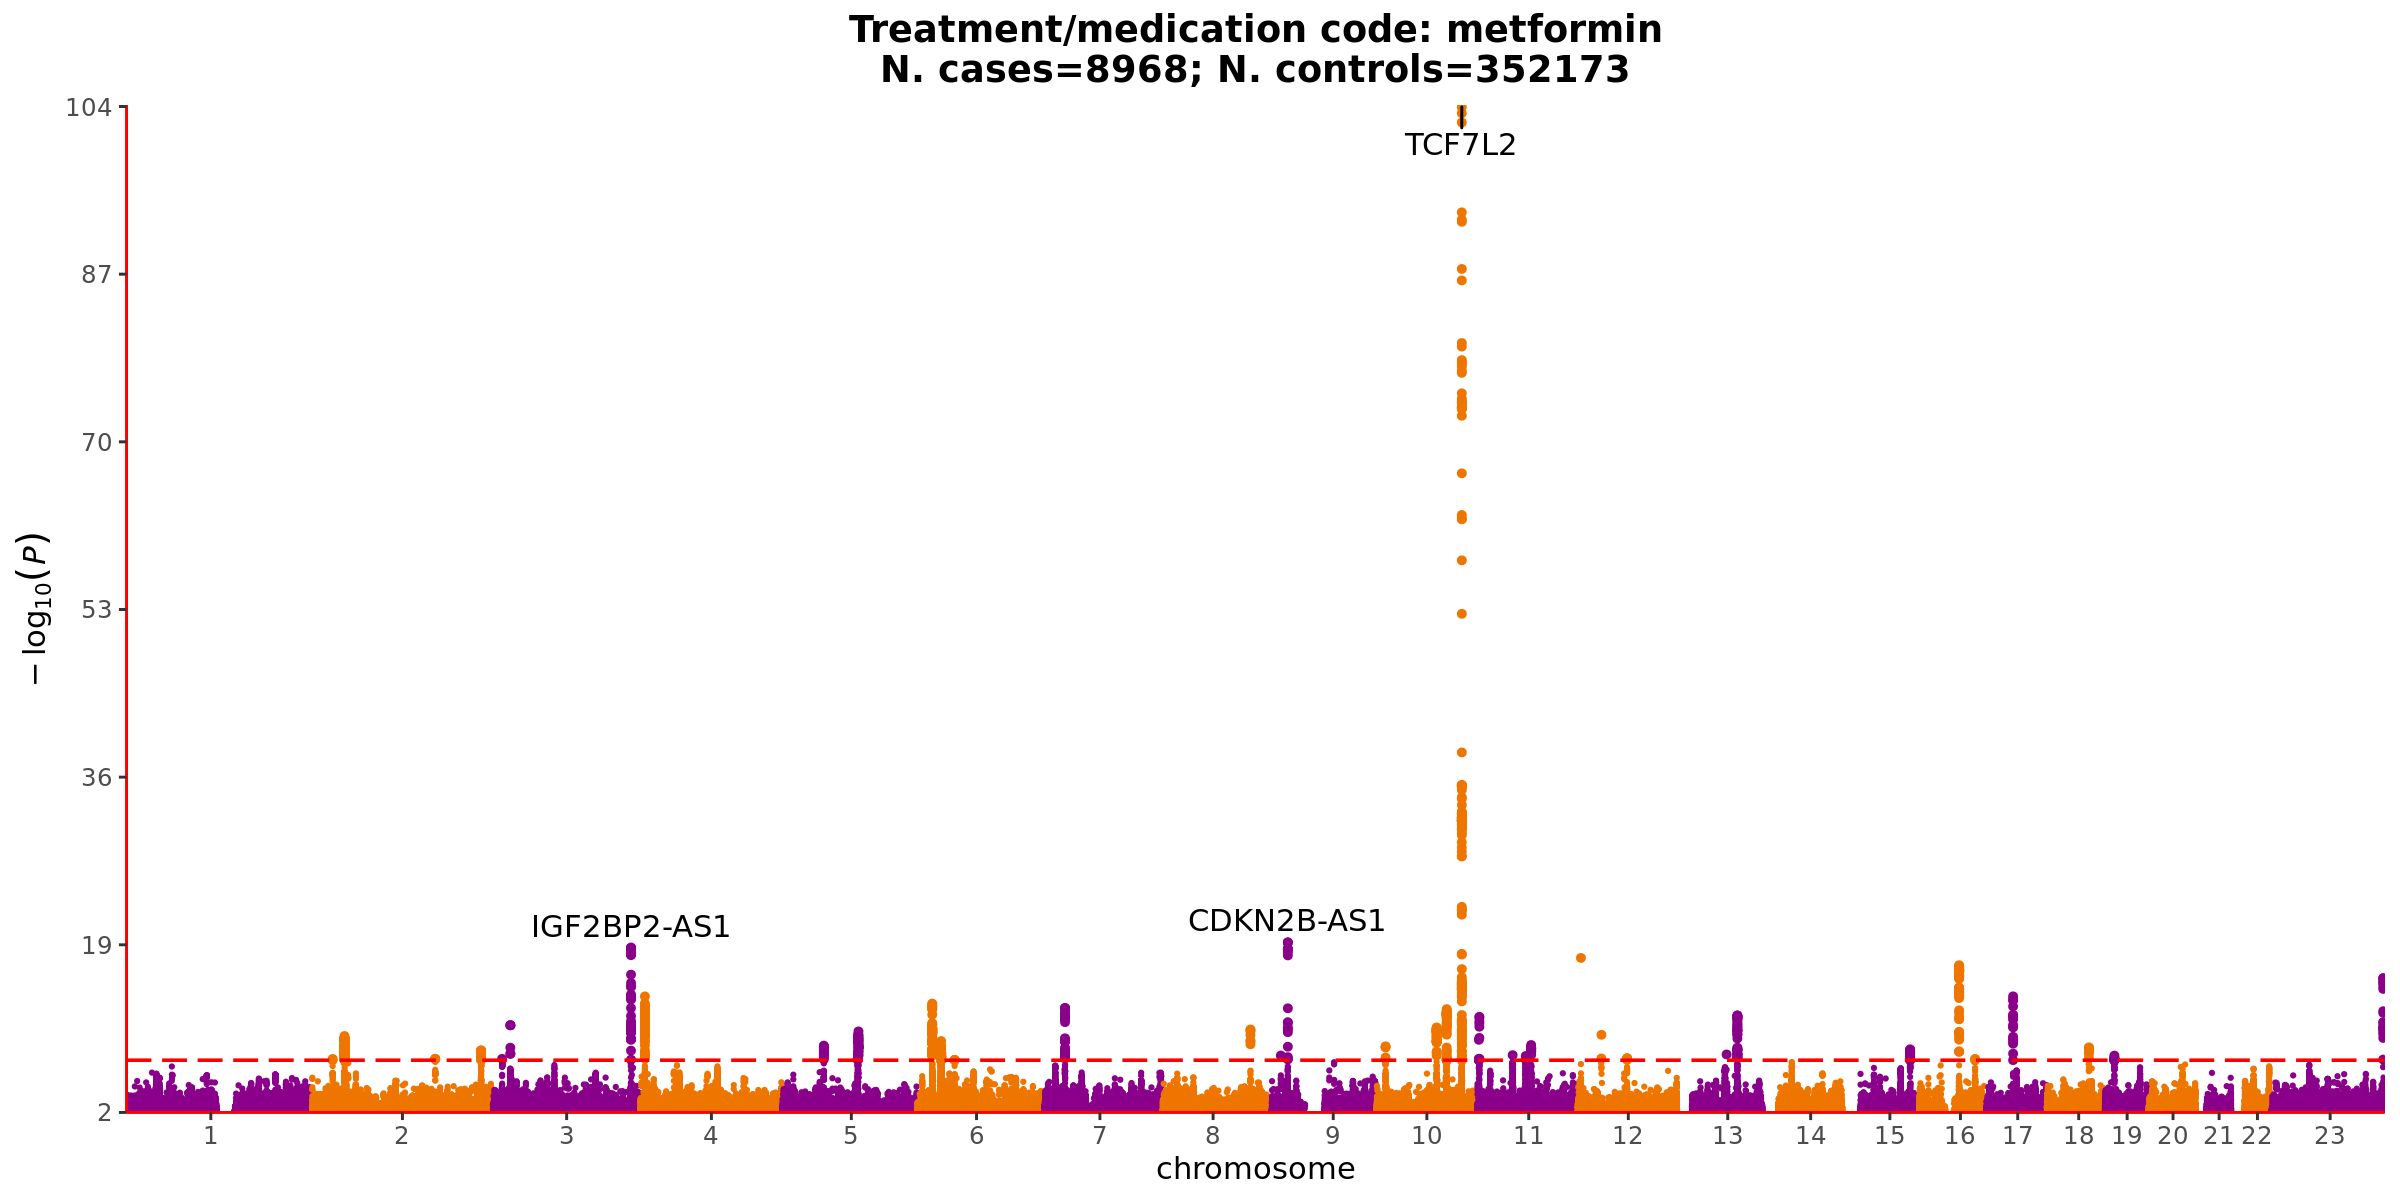 Treatment/medication code: metformin
N. cases=8968; N. controls=352173
104
87
70
53
36
19
2
−log10(P)
TCF7L2
IGF2BP2-AS1
CDKN2B-AS1
1 2 3 4 5 6 7 8 9 10 11 12 13 14 15 16 17 18 19 20 21 22 23
chromosome